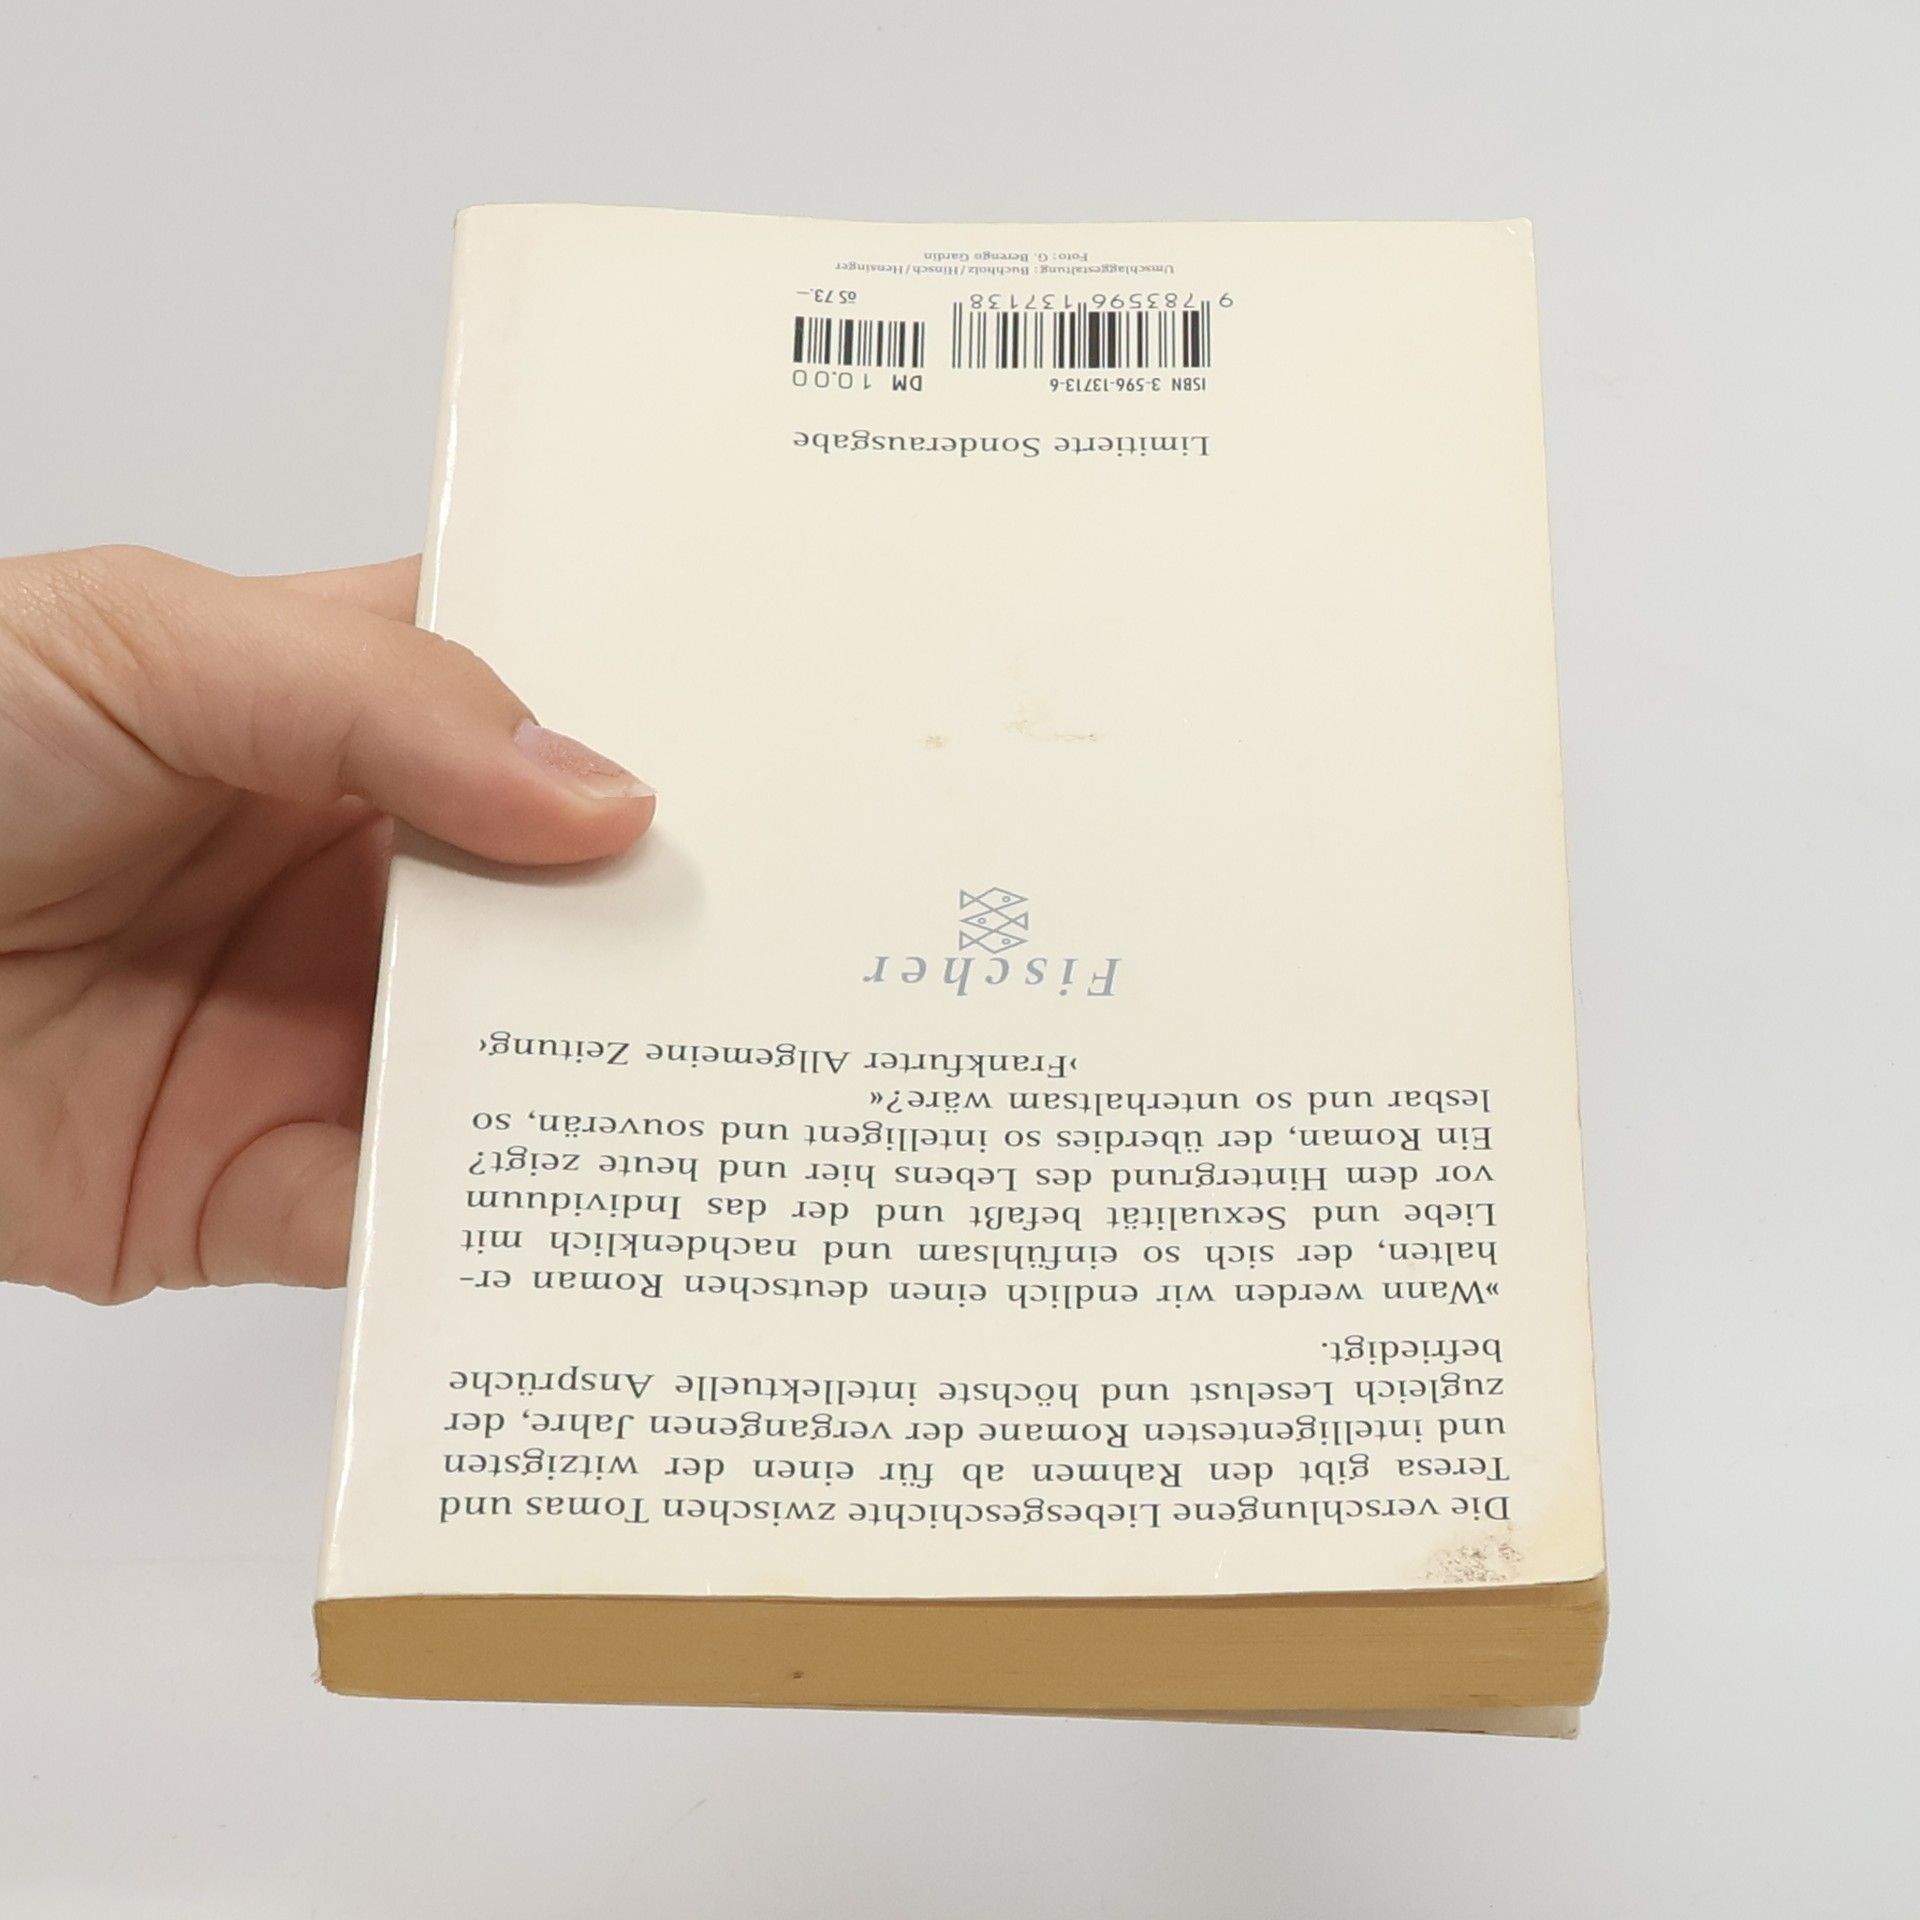 Die verschlungene Liebesgeschichte zwischen Tomas und
Teresa gibt den Rahmen ab für einen der witzigsten
und intelligentesten Romane der vergangenen Jahre, der
zugleich Leselust und höchste intellektuelle Ansprüche
befriedigt.
»Wann werden wir endlich einen deutschen Roman er-
halten, der sich so einfühlsam und nachdenklich mit
Liebe und Sexualität befaßt und der das Individuum
vor dem Hintergrund des Lebens hier und heute zeigt?
Ein Roman, der überdies so intelligent und souverän, so
lesbar und so unterhaltsam wäre?«
›Frankfurter Allgemeine Zeitung‹
Fischer
Limitierte Sonderausgabe
ISBN 3-596-13713-6
DM 10.00
9 783596 137138
öS 73.–
Umschlaggestaltung: Buchholz/Hinsch/Hensinger
Foto: G. Berengo Gardin